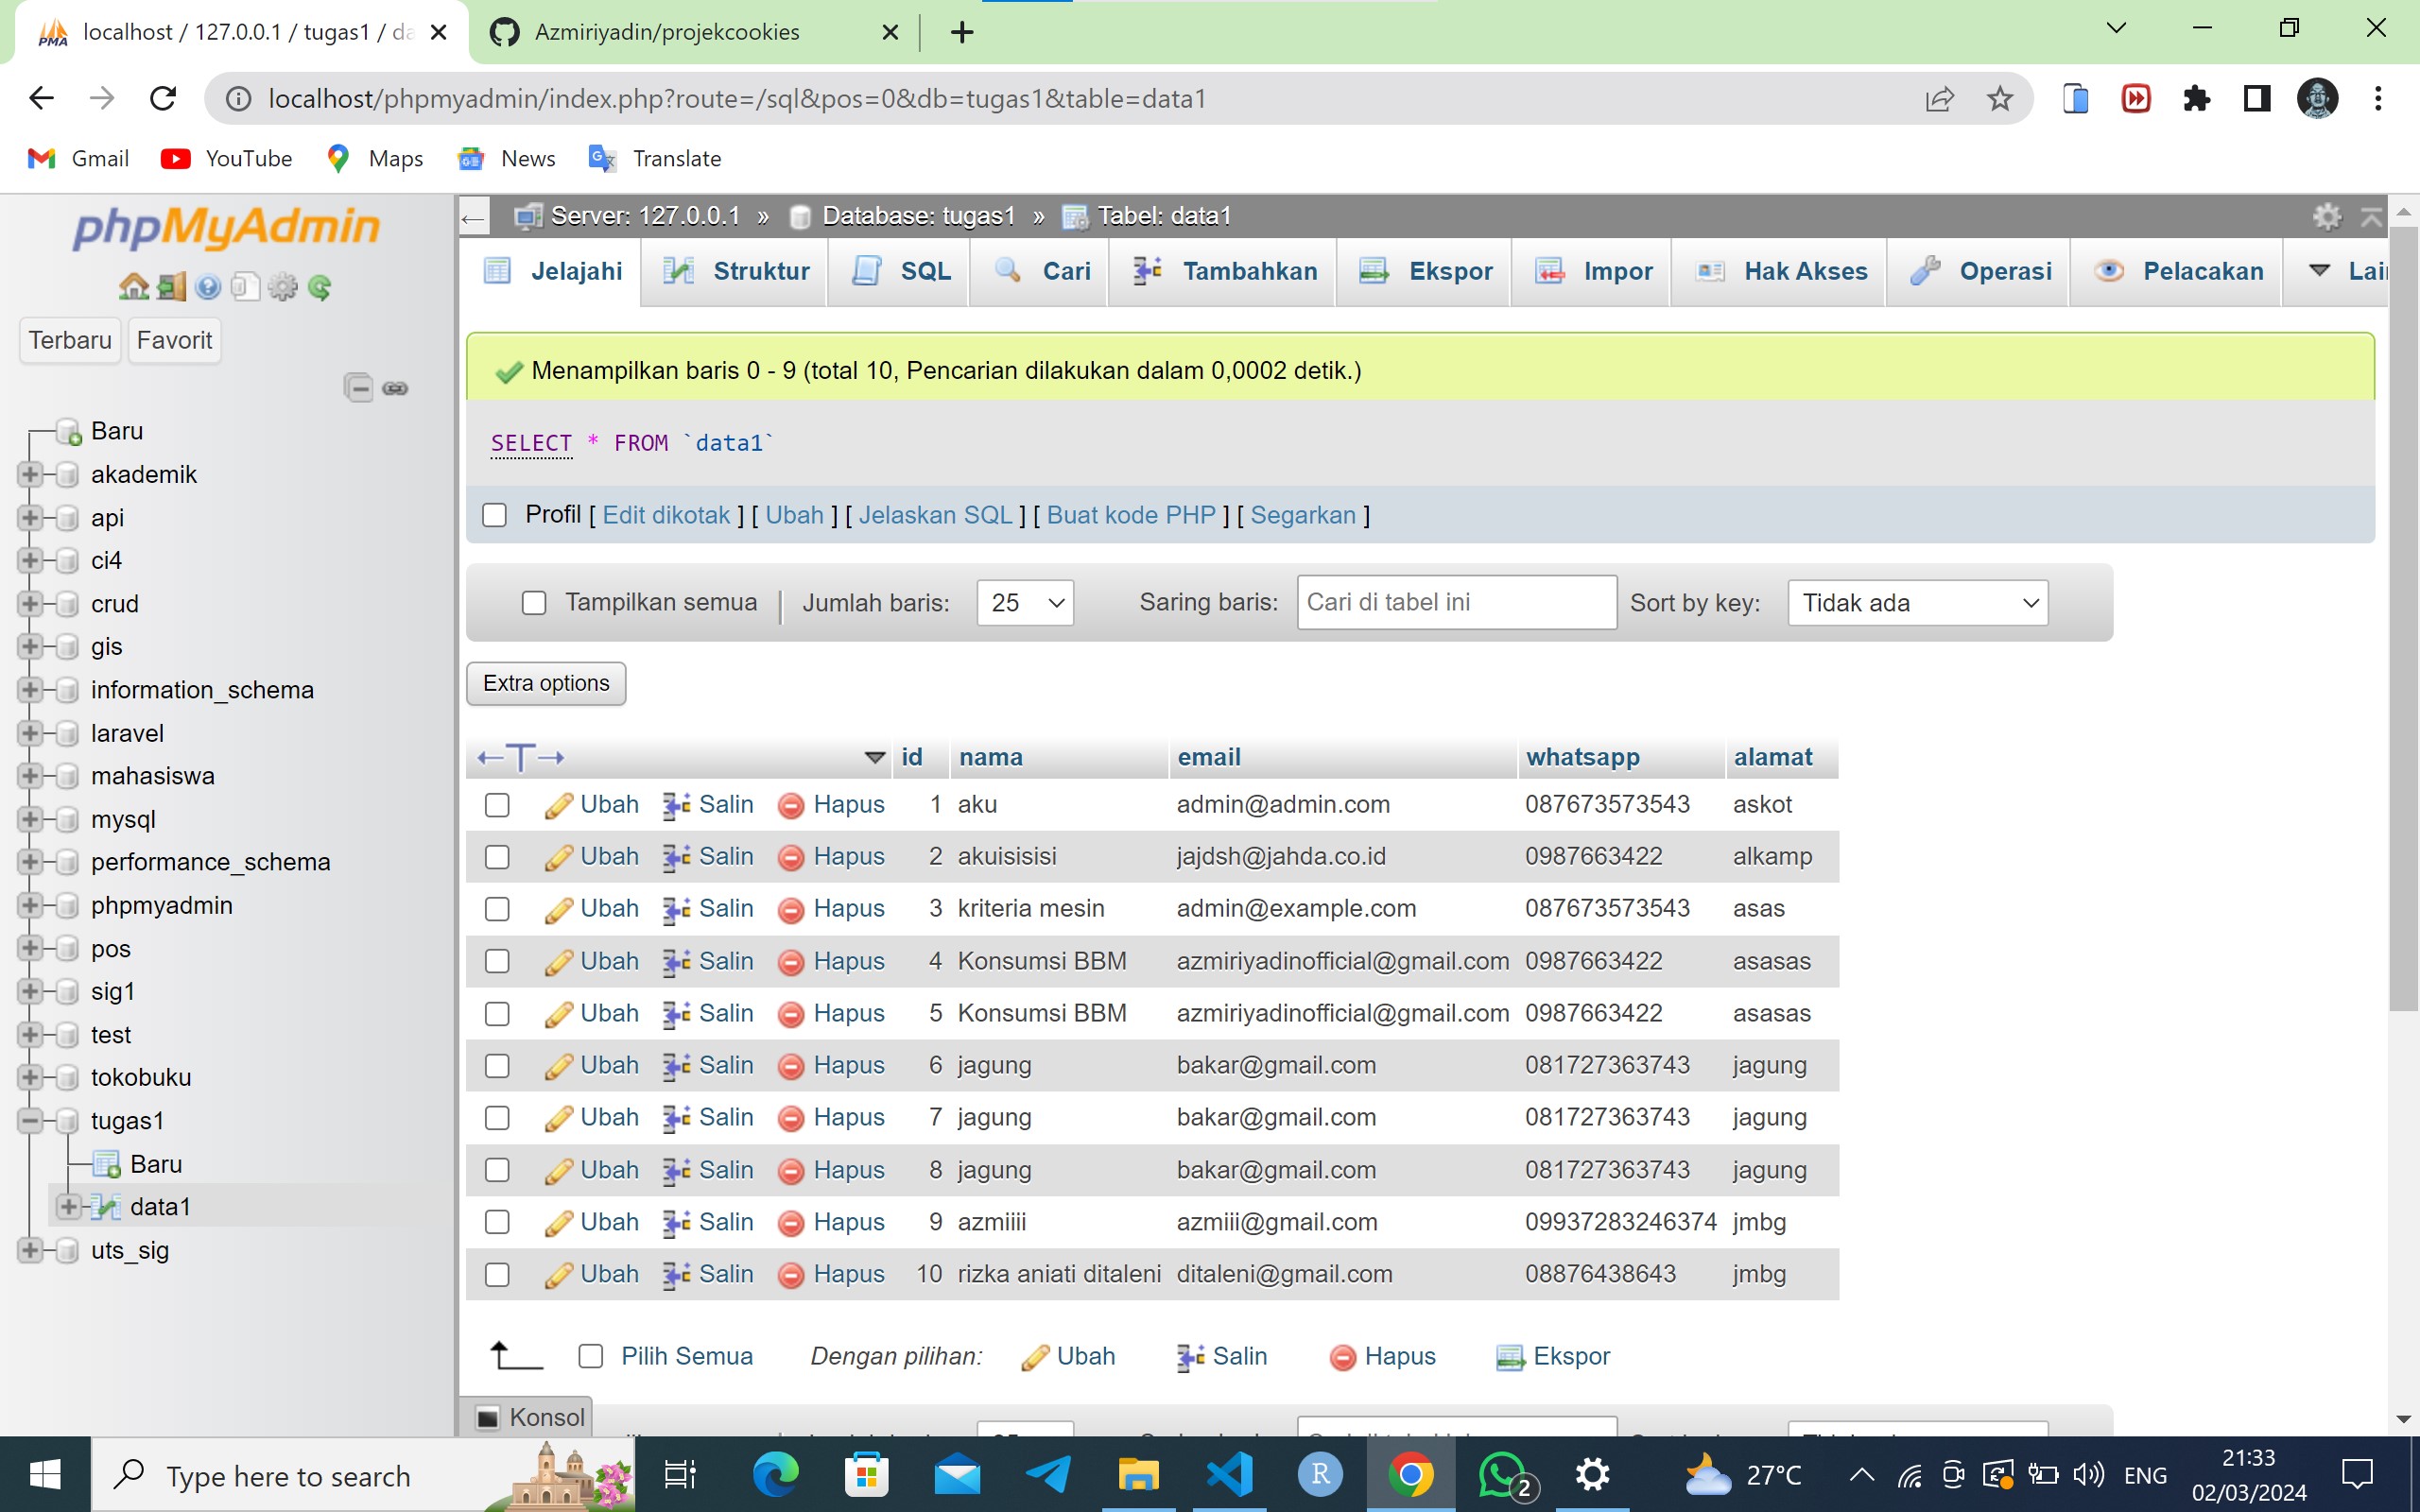 localhost / 127.0.0.1 / tugas1 / da
Azmiriyadin/projekcookies
localhost/phpmyadmin/index.php?route=/sql&pos=0&db=tugas1&table=data1
Gmail YouTube Maps News Translate
phpMyAdmin
Terbaru Favorit
Baru
akademik
api
ci4
crud
gis
information_schema
laravel
mahasiswa
mysql
performance_schema
phpmyadmin
pos
sig1
test
tokobuku
tugas1
Baru
data1
uts_sig
Server: 127.0.0.1 » Database: tugas1 » Tabel: data1
Jelajahi Struktur SQL Cari Tambahkan Ekspor Impor Hak Akses Operasi Pelacakan Lai
Menampilkan baris 0 - 9 (total 10, Pencarian dilakukan dalam 0,0002 detik.)
SELECT * FROM `data1`
Profil [ Edit dikotak ] [ Ubah ] [ Jelaskan SQL ] [ Buat kode PHP ] [ Segarkan ]
Tampilkan semua | Jumlah baris: 25 Saring baris: Cari di tabel ini Sort by key: Tidak ada
Extra options
id nama email whatsapp alamat
Ubah Salin Hapus 1 aku admin@admin.com 087673573543 askot
Ubah Salin Hapus 2 akuisisisi jajdsh@jahda.co.id 0987663422 alkamp
Ubah Salin Hapus 3 kriteria mesin admin@example.com 087673573543 asas
Ubah Salin Hapus 4 Konsumsi BBM azmiriyadinofficial@gmail.com 0987663422 asasas
Ubah Salin Hapus 5 Konsumsi BBM azmiriyadinofficial@gmail.com 0987663422 asasas
Ubah Salin Hapus 6 jagung bakar@gmail.com 081727363743 jagung
Ubah Salin Hapus 7 jagung bakar@gmail.com 081727363743 jagung
Ubah Salin Hapus 8 jagung bakar@gmail.com 081727363743 jagung
Ubah Salin Hapus 9 azmiiii azmiii@gmail.com 09937283246374 jmbg
Ubah Salin Hapus 10 rizka aniati ditaleni ditaleni@gmail.com 08876438643 jmbg
Pilih Semua Dengan pilihan: Ubah Salin Hapus Ekspor
Konsol
Type here to search
2
27°C
ENG
21:33
02/03/2024